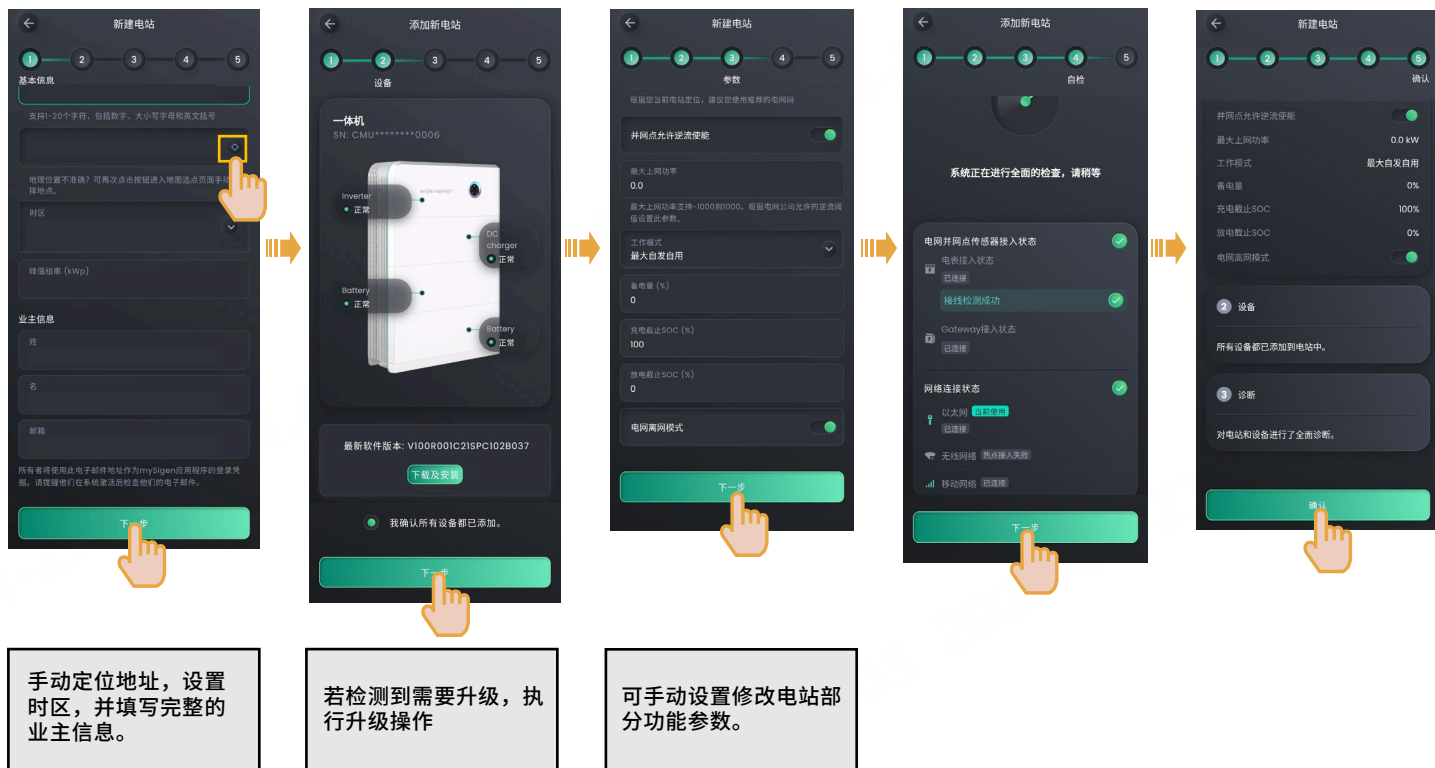 新建电站
1
2
3
4
5
基本信息
支持1-20个字符，包括数字、大小写字母和英文括号
地理位置不准确？可再次点击按钮进入地图选点页面手动
择地点。
时区
峰值组串 (kWp)
业主信息
姓
名
邮箱
所有者将使用此电子邮件地址作为mySigen应用程序的登录凭
据。请提醒他们在系统激活后检查他们的电子邮件。
下一步
手动定位地址，设置
时区，并填写完整的
业主信息。
添加新电站
1
2
3
4
5
设备
一体机
SN: CMU********0006
Inverter
正常
DC
charger
正常
Battery
正常
Battery
正常
最新软件版本: V100R001C21SPC102B037
下载及安装
我确认所有设备都已添加。
下一步
若检测到需要升级，执
行升级操作
新建电站
1
2
3
4
5
参数
根据您当前电站定位，建议您使用推荐的电网码
并网点允许逆流使能
最大上网功率
0.0
最大上网功率支持-1000到1000。根据电网公司允许的逆流阈
值设置此参数。
工作模式
最大自发自用
备电量 (%)
0
充电截止SOC (%)
100
放电截止SOC (%)
0
电网离网模式
下一步
可手动设置修改电站部
分功能参数。
添加新电站
1
2
3
4
5
自检
系统正在进行全面的检查，请稍等
电网并网点传感器接入状态
电表接入状态
已连接
接线检测成功
Gateway接入状态
已连接
网络连接状态
以太网 当前使用
已连接
无线网络 热点接入失败
移动网络 已连接
下一步
新建电站
1
2
3
4
5
确认
并网点允许逆流使能
最大上网功率 0.0 kW
工作模式 最大自发自用
备电量 0%
充电截止SOC 100%
放电截止SOC 0%
电网离网模式
2 设备
所有设备都已添加到电站中。
3 诊断
对电站和设备进行了全面诊断。
确认